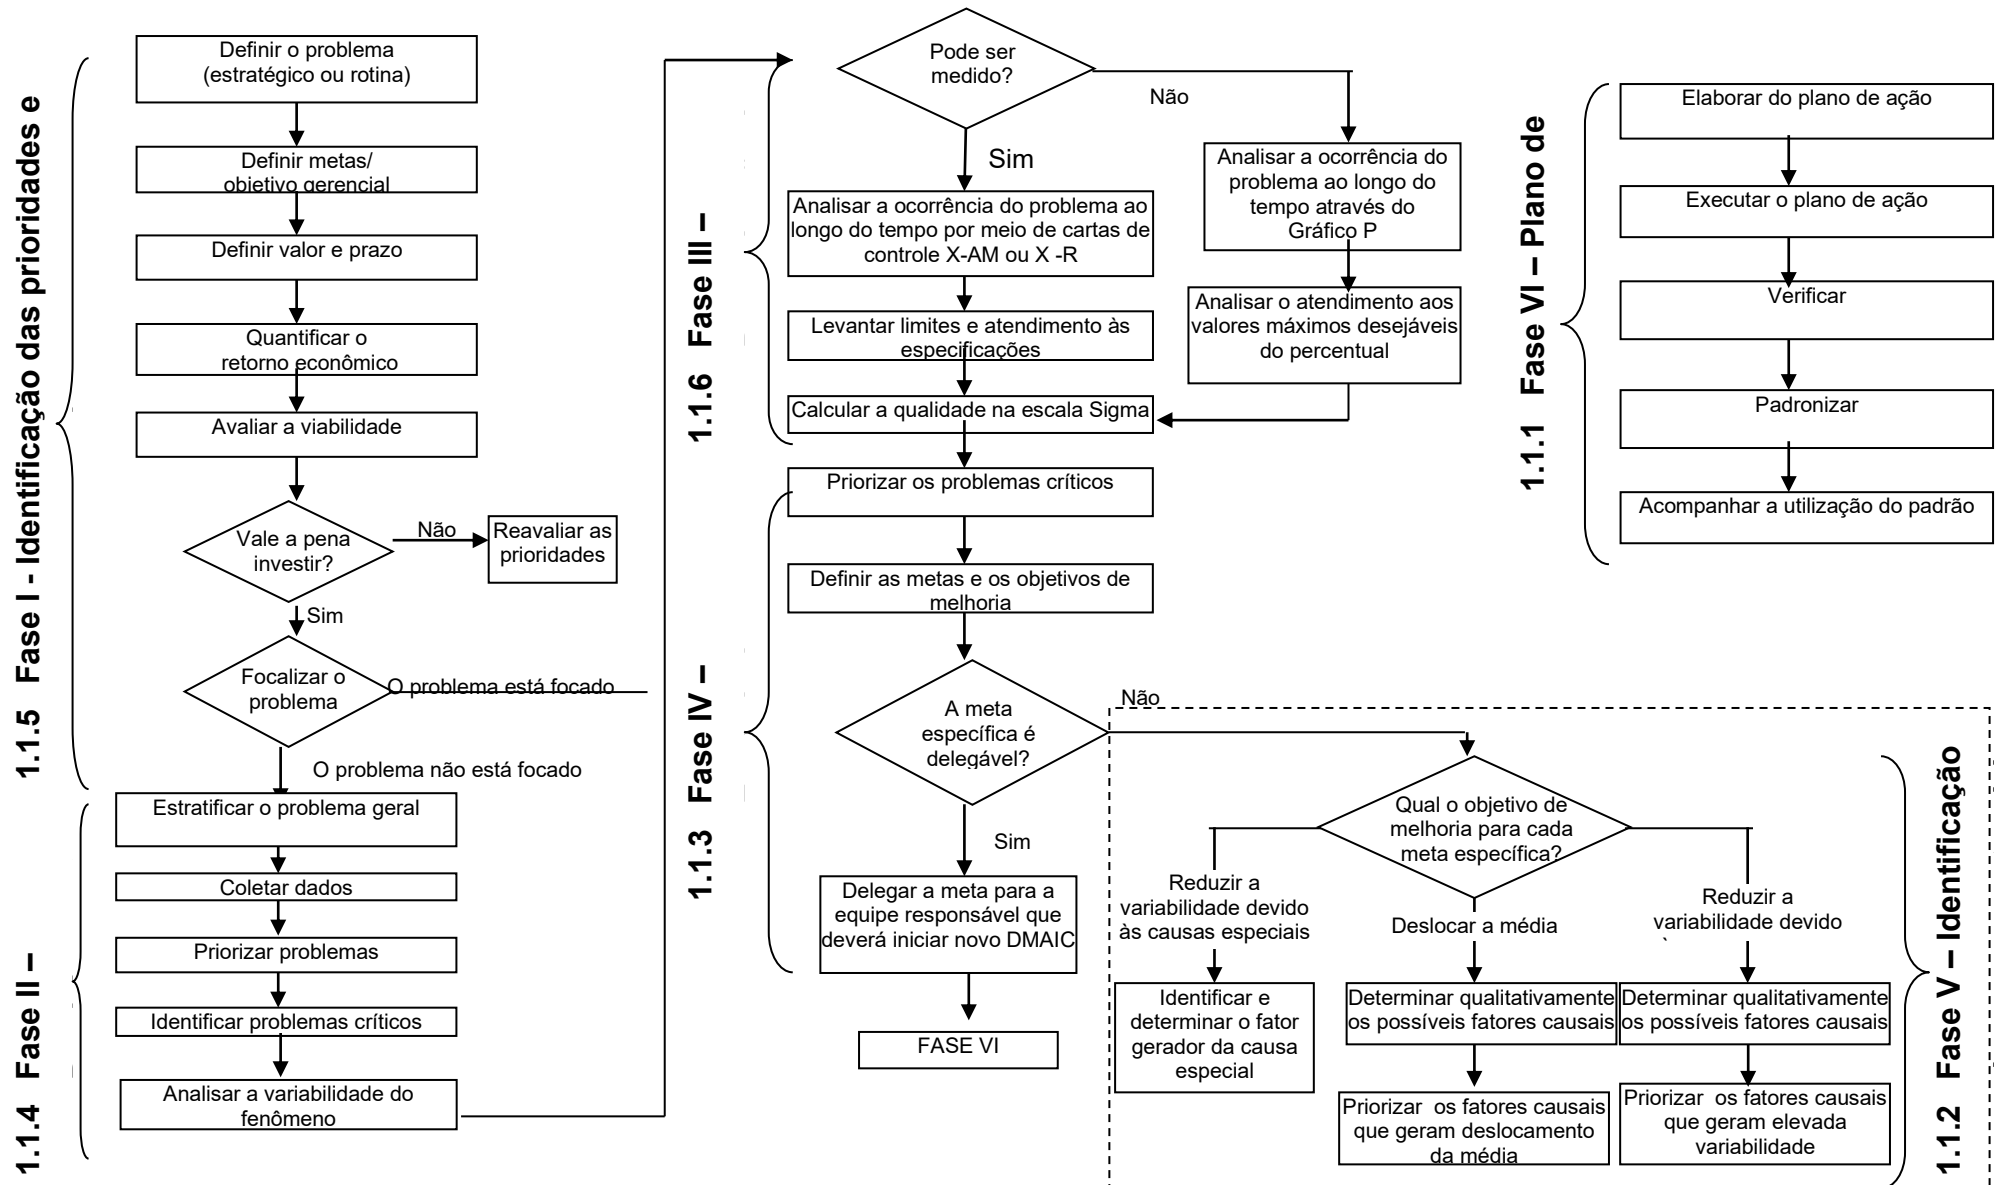 1.1.5 Fase I - Identificação das prioridades e
Definir o problema
(estratégico ou rotina)
Definir metas/
objetivo gerencial
Definir valor e prazo
Quantificar o
retorno econômico
Avaliar a viabilidade
Vale a pena
investir?
Não
Reavaliar as
prioridades
Sim
Focalizar o
problema
O problema está focado
O problema não está focado
1.1.4 Fase II –
Estratificar o problema geral
Coletar dados
Priorizar problemas
Identificar problemas críticos
Analisar a variabilidade do
fenômeno
1.1.6 Fase III –
Pode ser
medido?
Não
Sim
Analisar a ocorrência do problema ao
longo do tempo por meio de cartas de
controle X-AM ou X -R
Levantar limites e atendimento às
especificações
Calcular a qualidade na escala Sigma
Analisar a ocorrência do
problema ao longo do
tempo através do
Gráfico P
Analisar o atendimento aos
valores máximos desejáveis
do percentual
1.1.3 Fase IV –
Priorizar os problemas críticos
Definir as metas e os objetivos de
melhoria
A meta
específica é
delegável?
Não
Sim
Delegar a meta para a
equipe responsável que
deverá iniciar novo DMAIC
FASE VI
1.1.2 Fase V – Identificação
Qual o objetivo de
melhoria para cada
meta específica?
Reduzir a
variabilidade devido
às causas especiais
Identificar e
determinar o fator
gerador da causa
especial
Deslocar a média
Determinar qualitativamente
os possíveis fatores causais
Priorizar os fatores causais
que geram deslocamento
da média
Reduzir a
variabilidade devido
Determinar qualitativamente
os possíveis fatores causais
Priorizar os fatores causais
que geram elevada
variabilidade
1.1.1 Fase VI – Plano de
Elaborar do plano de ação
Executar o plano de ação
Verificar
Padronizar
Acompanhar a utilização do padrão